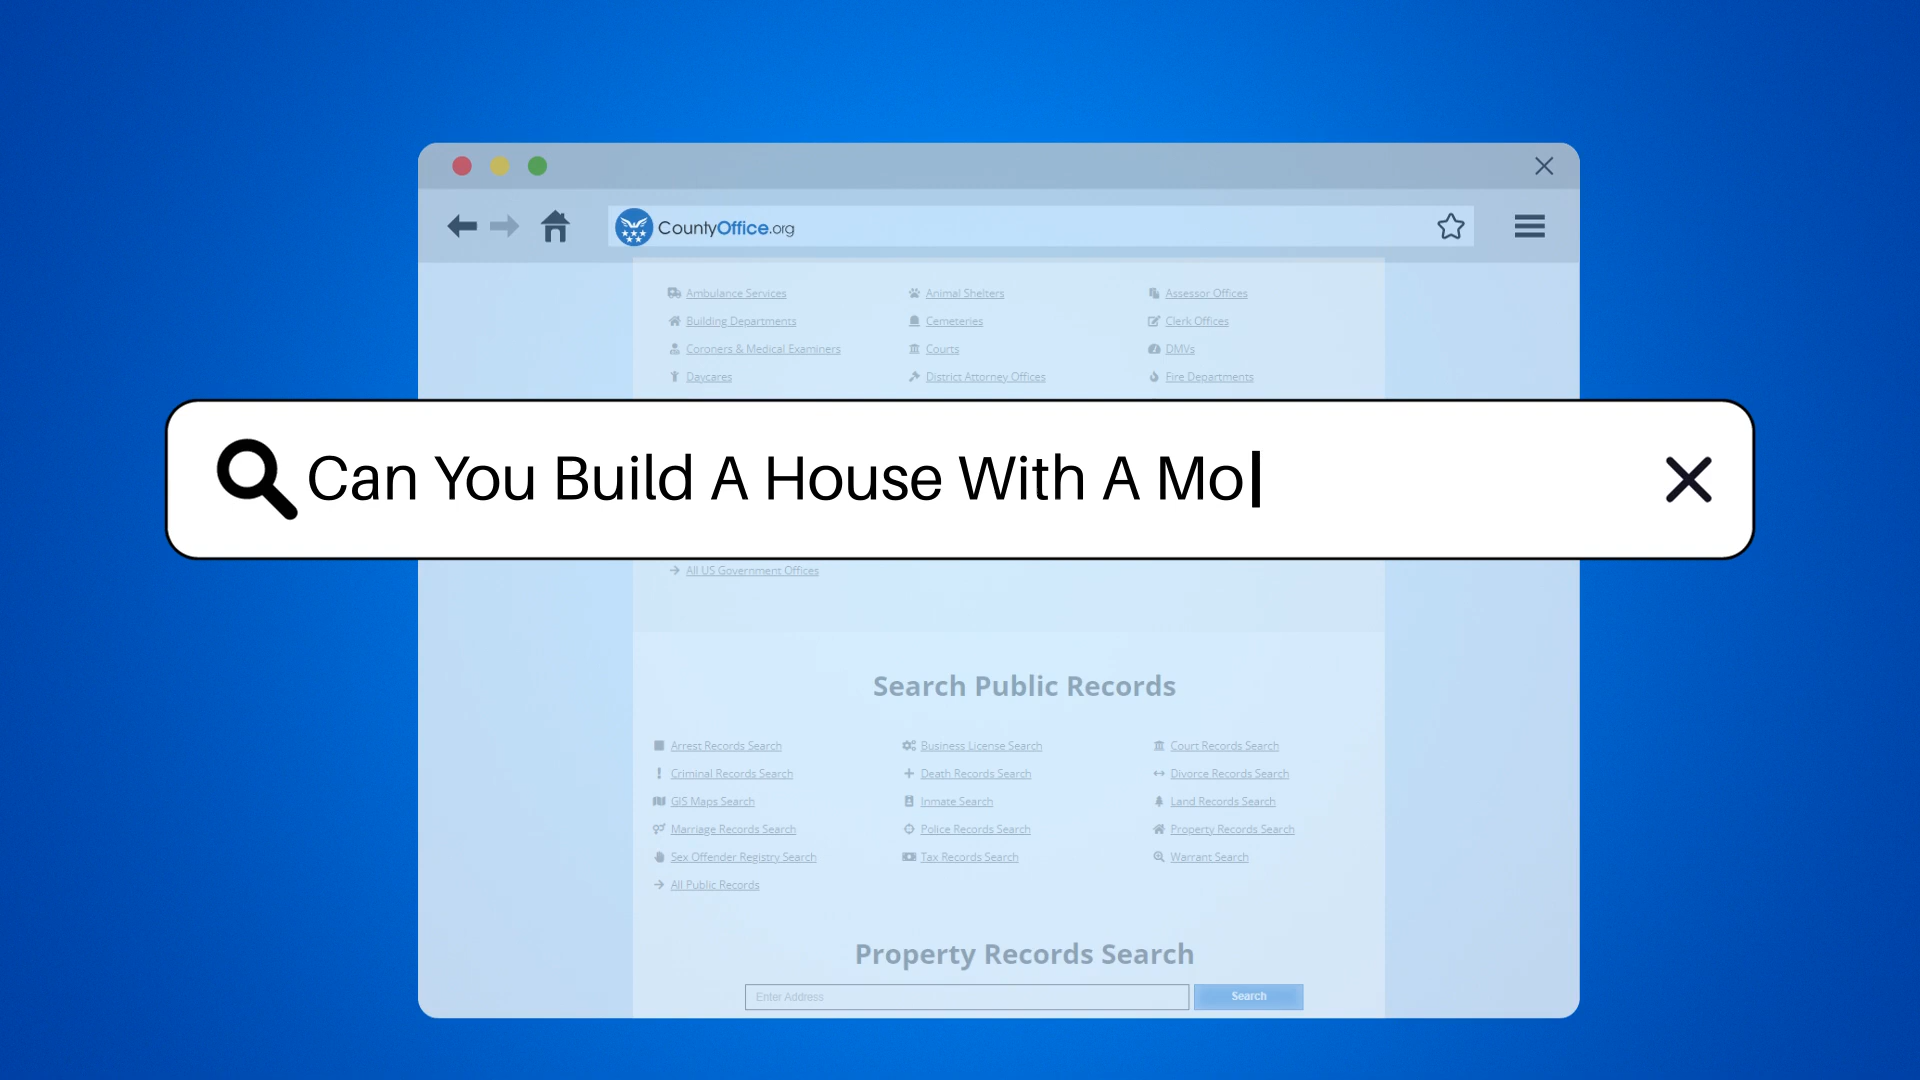 CountyOffice.org
Ambulance Services Animal Shelters Assessor Offices
Building Departments Cemeteries Clerk Offices
Coroners & Medical Examiners Courts DMVs
Daycares District Attorney Offices Fire Departments
Can You Build A House With A Mo
All US Government Offices
Search Public Records
Arrest Records Search Business License Search Court Records Search
Criminal Records Search Death Records Search Divorce Records Search
GIS Maps Search Inmate Search Land Records Search
Marriage Records Search Police Records Search Property Records Search
Sex Offender Registry Search Tax Records Search Warrant Search
All Public Records
Property Records Search
Enter Address Search